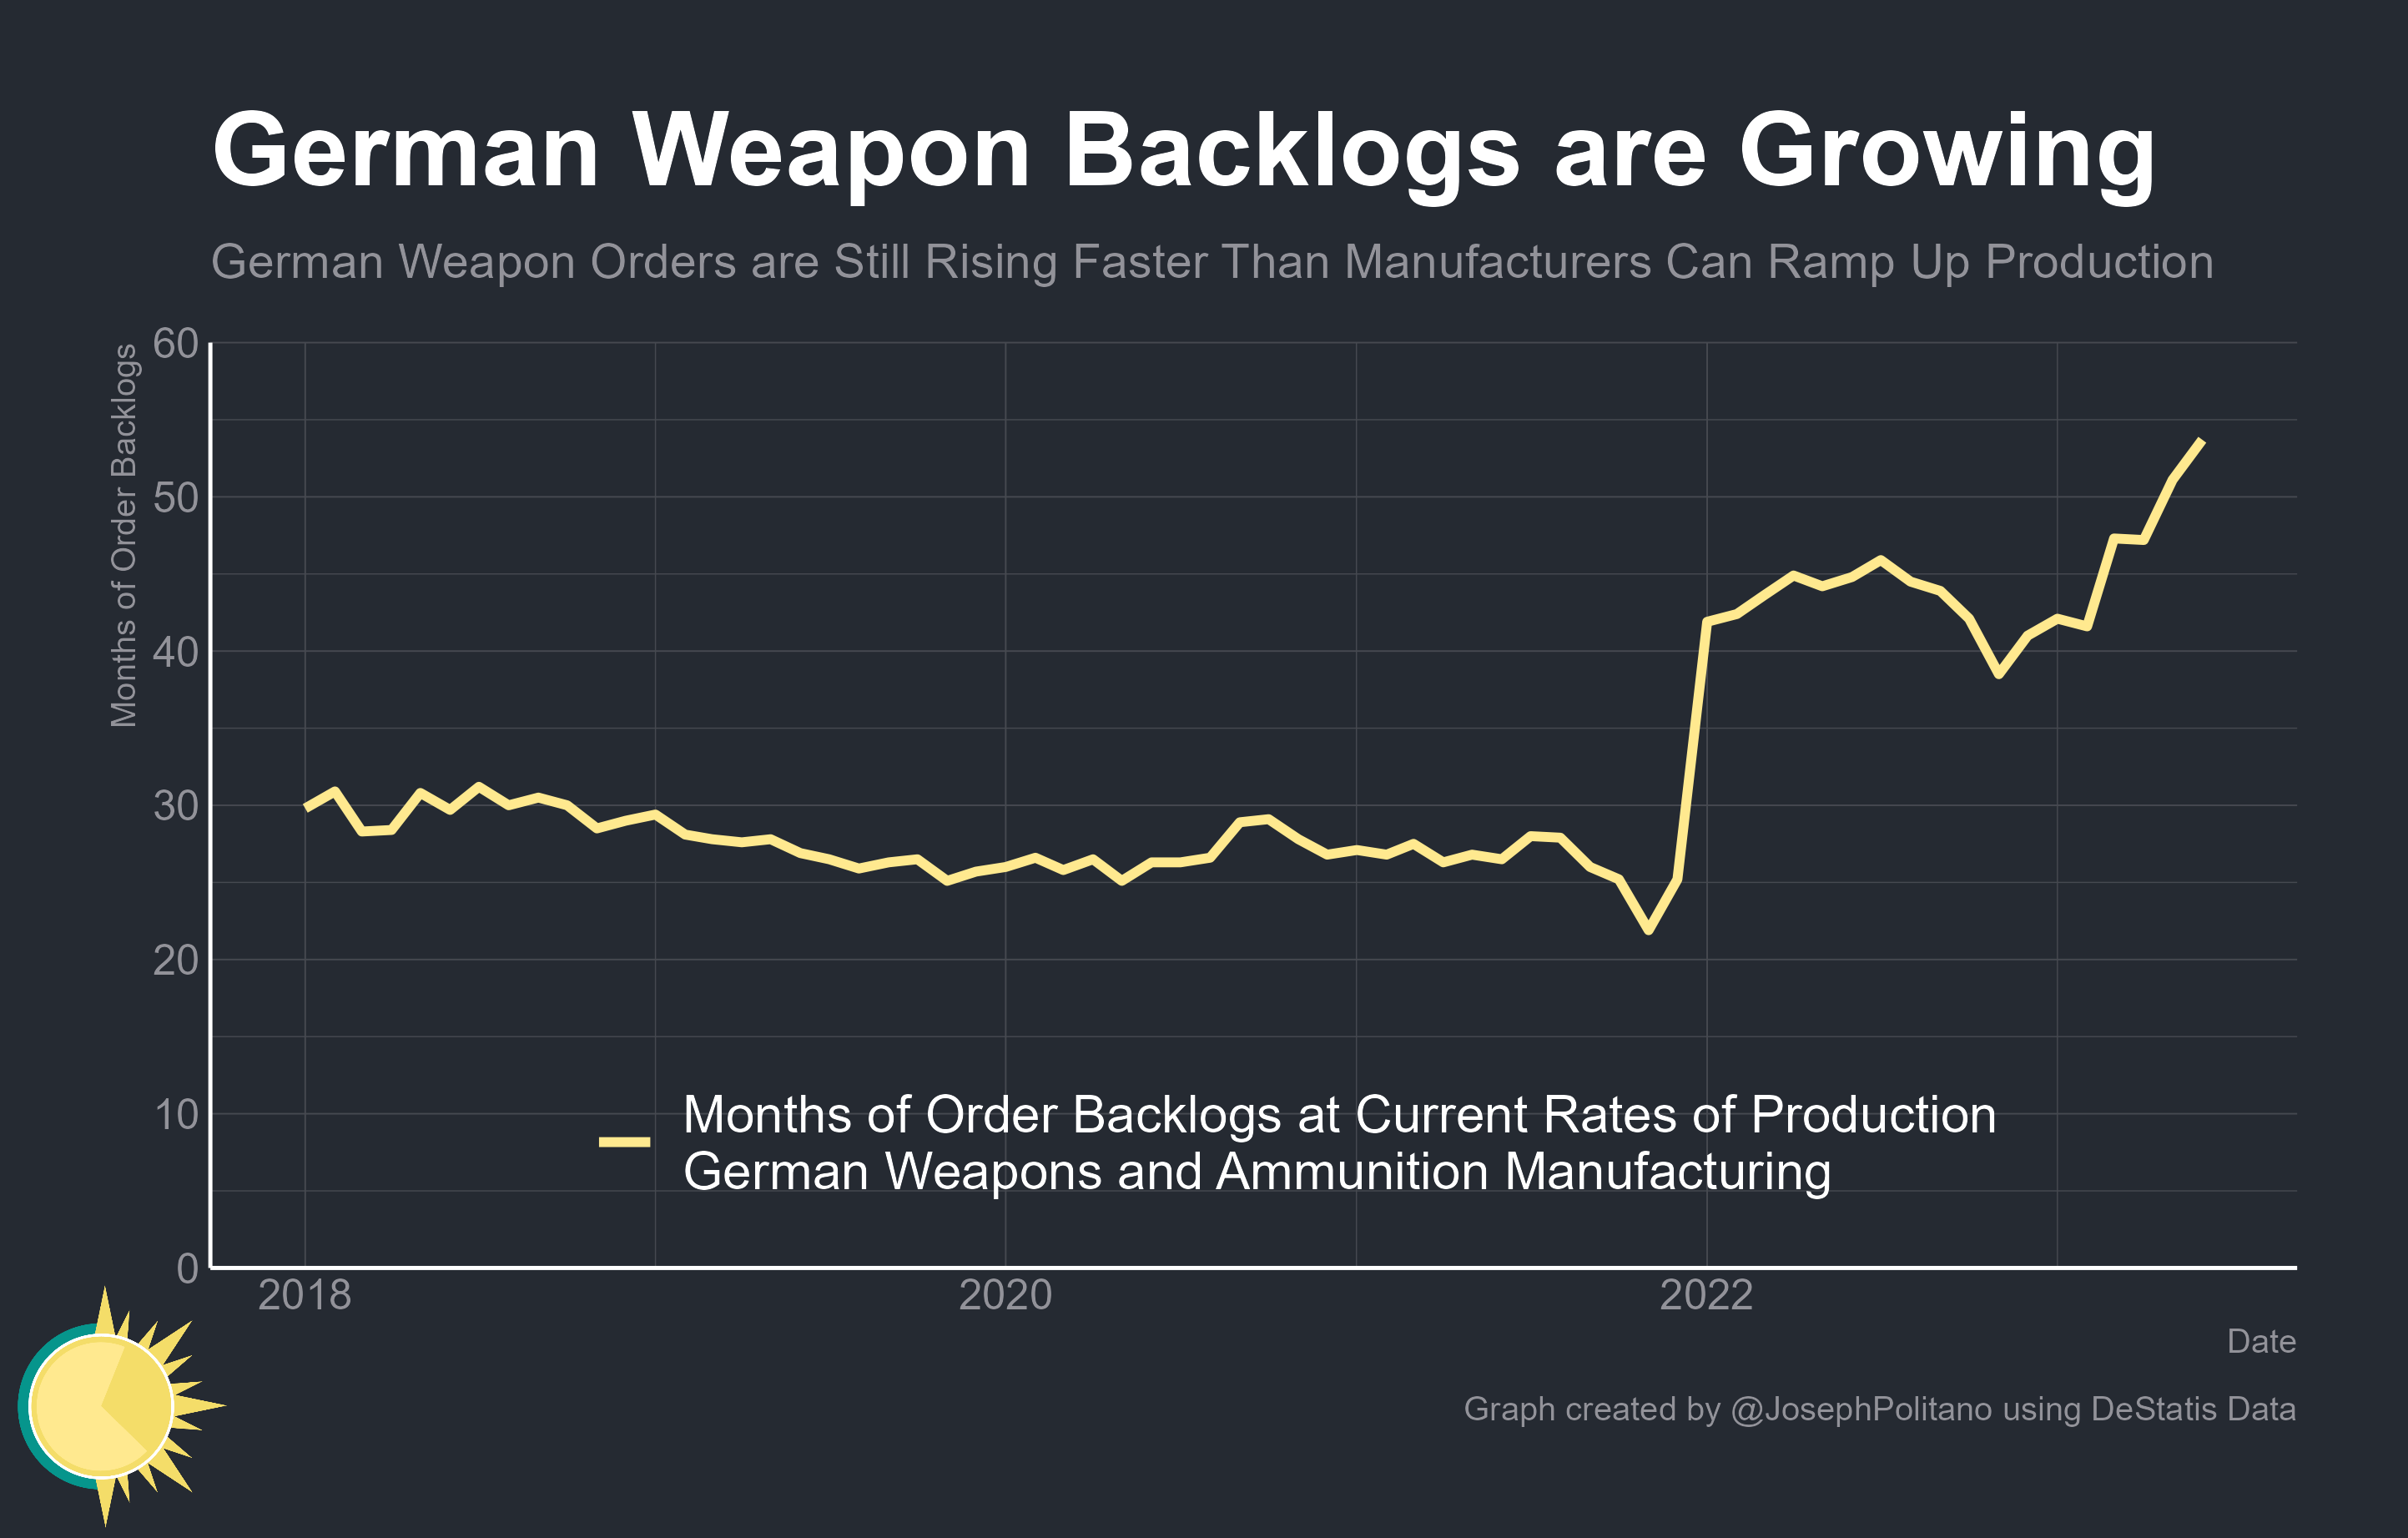 German Weapon Backlogs are Growing
German Weapon Orders are Still Rising Faster Than Manufacturers Can Ramp Up Production
Months of Order Backlogs
60
50
40
30
20
10
0
Months of Order Backlogs at Current Rates of Production
German Weapons and Ammunition Manufacturing
2018
2020
2022
Date
Graph created by @JosephPolitano using DeStatis Data